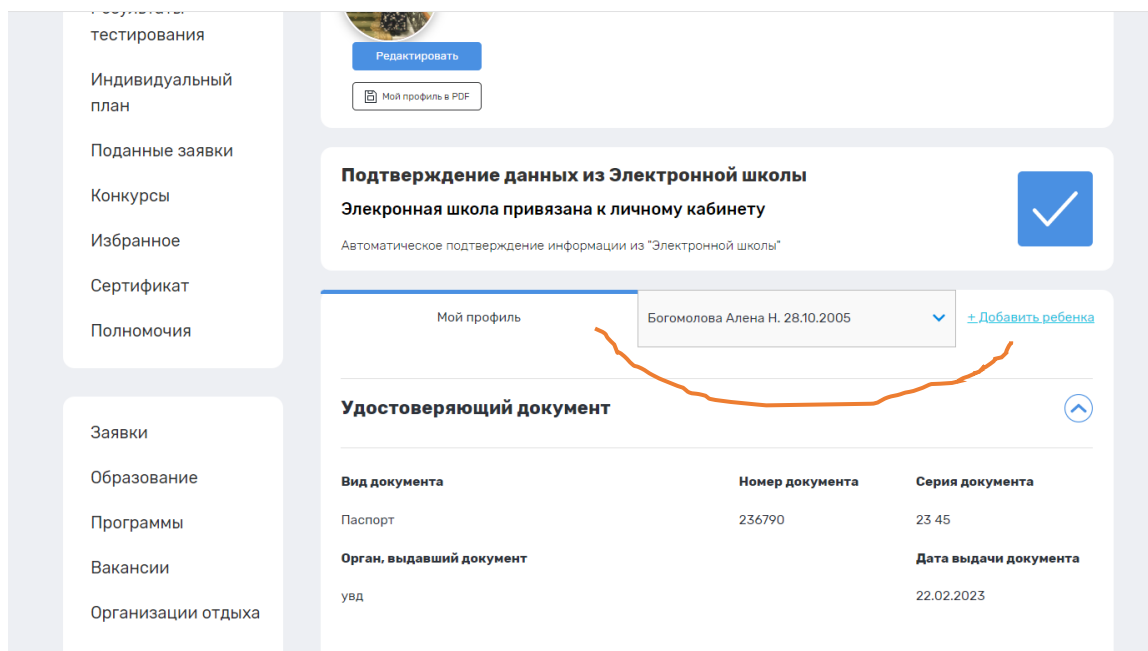 тестирования
Индивидуальный
план
Поданные заявки
Конкурсы
Избранное
Сертификат
Полномочия
Заявки
Образование
Программы
Вакансии
Организации отдыха
Редактировать
Мой профиль в PDF
Подтверждение данных из Электронной школы
Элекронная школа привязана к личному кабинету
Автоматическое подтверждение информации из "Электронной школы"
Мой профиль
Богомолова Алена Н. 28.10.2005
+ Добавить ребенка
Удостоверяющий документ
Вид документа
Номер документа
Серия документа
Паспорт
236790
23 45
Орган, выдавший документ
Дата выдачи документа
увд
22.02.2023